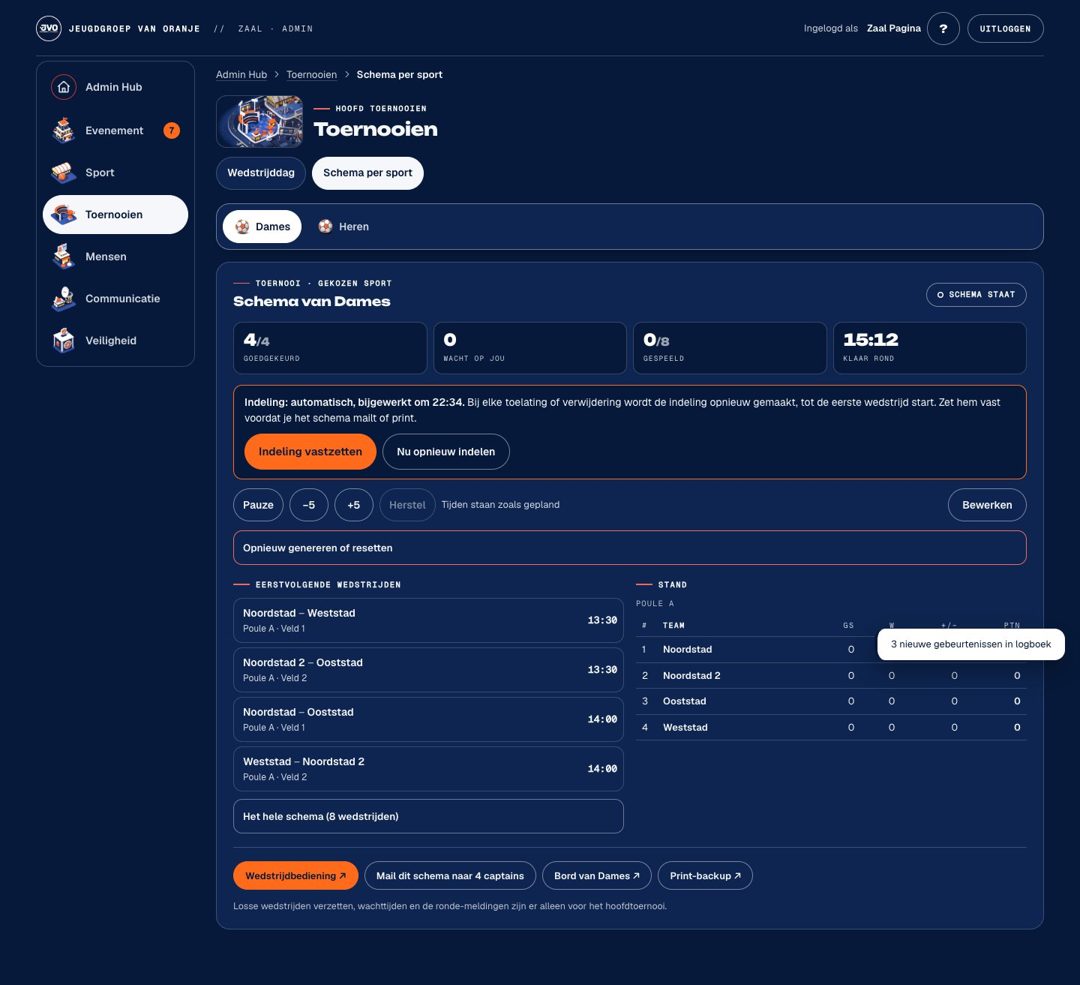 JVO JEUGDGROEP VAN ORANJE // ZAAL · ADMIN
Ingelogd als Zaal Pagina ? UITLOGGEN
Admin Hub
Evenement 7
Sport
Toernooien
Mensen
Communicatie
Veiligheid
Admin Hub > Toernooien > Schema per sport
HOOFD TOERNOOIEN
Toernooien
Wedstrijddag Schema per sport
Dames Heren
TOERNOOI · GEKOZEN SPORT
Schema van Dames
SCHEMA STAAT
4/4
GOEDGEKEURD
0
WACHT OP JOU
0/8
GESPEELD
15:12
KLAAR ROND
Indeling: automatisch, bijgewerkt om 22:34. Bij elke toelating of verwijdering wordt de indeling opnieuw gemaakt, tot de eerste wedstrijd start. Zet hem vast
voordat je het schema mailt of print.
Indeling vastzetten Nu opnieuw indelen
Pauze −5 +5 Herstel Tijden staan zoals gepland Bewerken
Opnieuw genereren of resetten
EERSTVOLGENDE WEDSTRIJDEN
Noordstad – Weststad
Poule A · Veld 1
13:30
Noordstad 2 – Ooststad
Poule A · Veld 2
13:30
Noordstad – Ooststad
Poule A · Veld 1
14:00
Weststad – Noordstad 2
Poule A · Veld 2
14:00
Het hele schema (8 wedstrijden)
STAND
POULE A
# TEAM GS W +/− PTN
1 Noordstad 0
3 nieuwe gebeurtenissen in logboek
2 Noordstad 2 0 0 0 0
3 Ooststad 0 0 0 0
4 Weststad 0 0 0 0
Wedstrijdbediening ↗ Mail dit schema naar 4 captains Bord van Dames ↗ Print-backup ↗
Losse wedstrijden verzetten, wachttijden en de ronde-meldingen zijn er alleen voor het hoofdtoernooi.